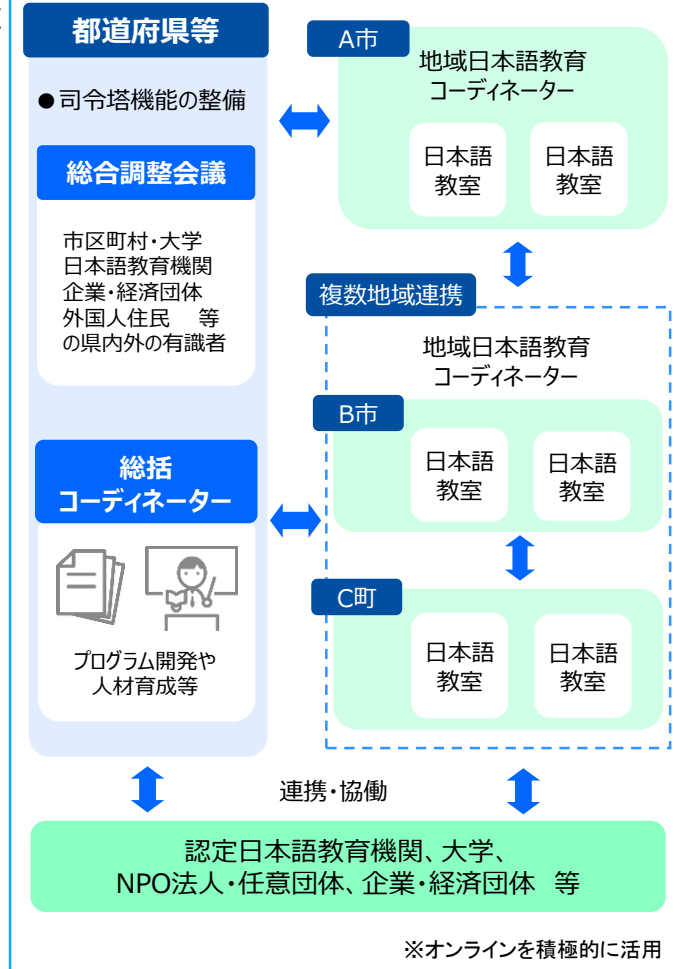 都道府県等
●司令塔機能の整備
総合調整会議
市区町村・大学
日本語教育機関
企業・経済団体
外国人住民　等
の県内外の有識者
総括
コーディネーター
プログラム開発や
人材育成等
A市
地域日本語教育
コーディネーター
日本語
教室
日本語
教室
複数地域連携
地域日本語教育
コーディネーター
B市
日本語
教室
日本語
教室
C町
日本語
教室
日本語
教室
連携・協働
認定日本語教育機関、大学、
NPO法人・任意団体、企業・経済団体　等
※オンラインを積極的に活用